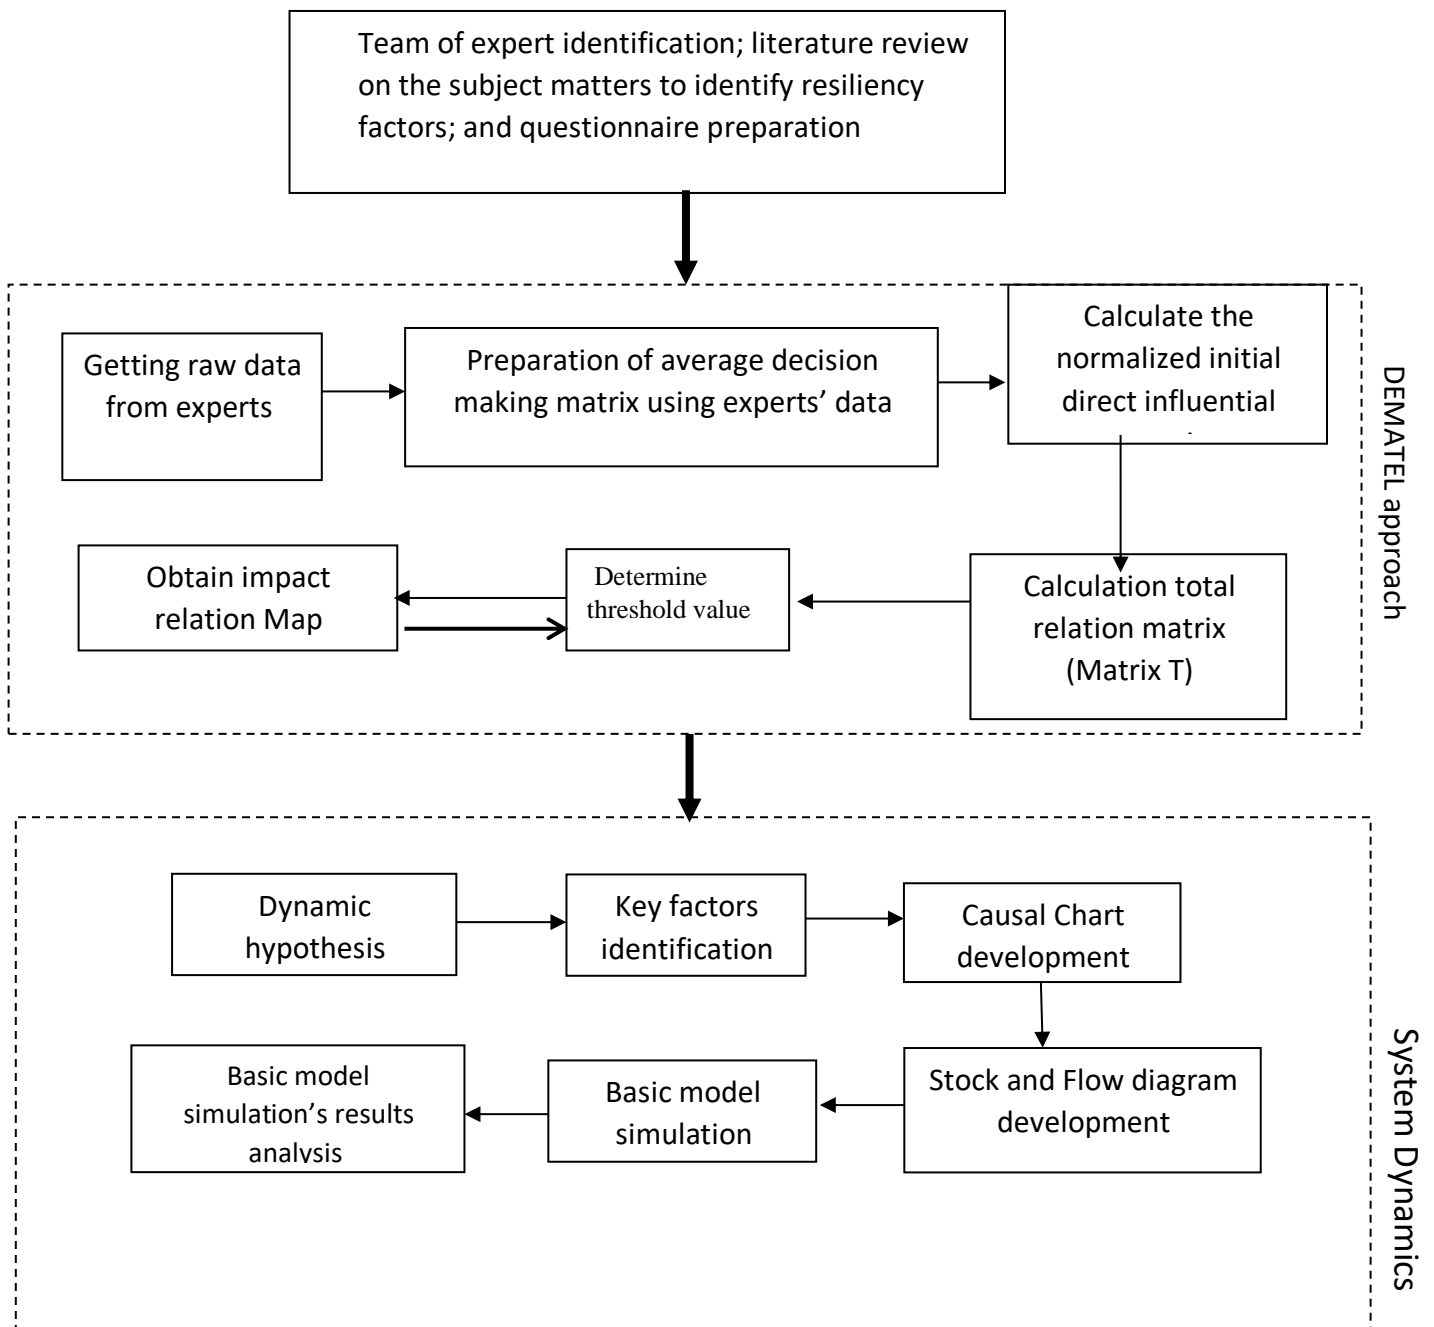 Team of expert identification; literature review
on the subject matters to identify resiliency
factors; and questionnaire preparation
Getting raw data
from experts
Preparation of average decision
making matrix using experts’ data
Calculate the
normalized initial
direct influential
DEMATEL approach
Obtain impact
relation Map
Determine
threshold value
Calculation total
relation matrix
(Matrix T)
Dynamic
hypothesis
Key factors
identification
Causal Chart
development
Basic model
simulation’s results
analysis
Basic model
simulation
Stock and Flow diagram
development
System Dynamics